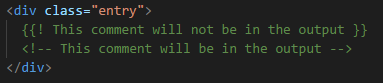 <div class="entry">
  {{! This comment will not be in the output }}
  <!-- This comment will be in the output -->
</div>